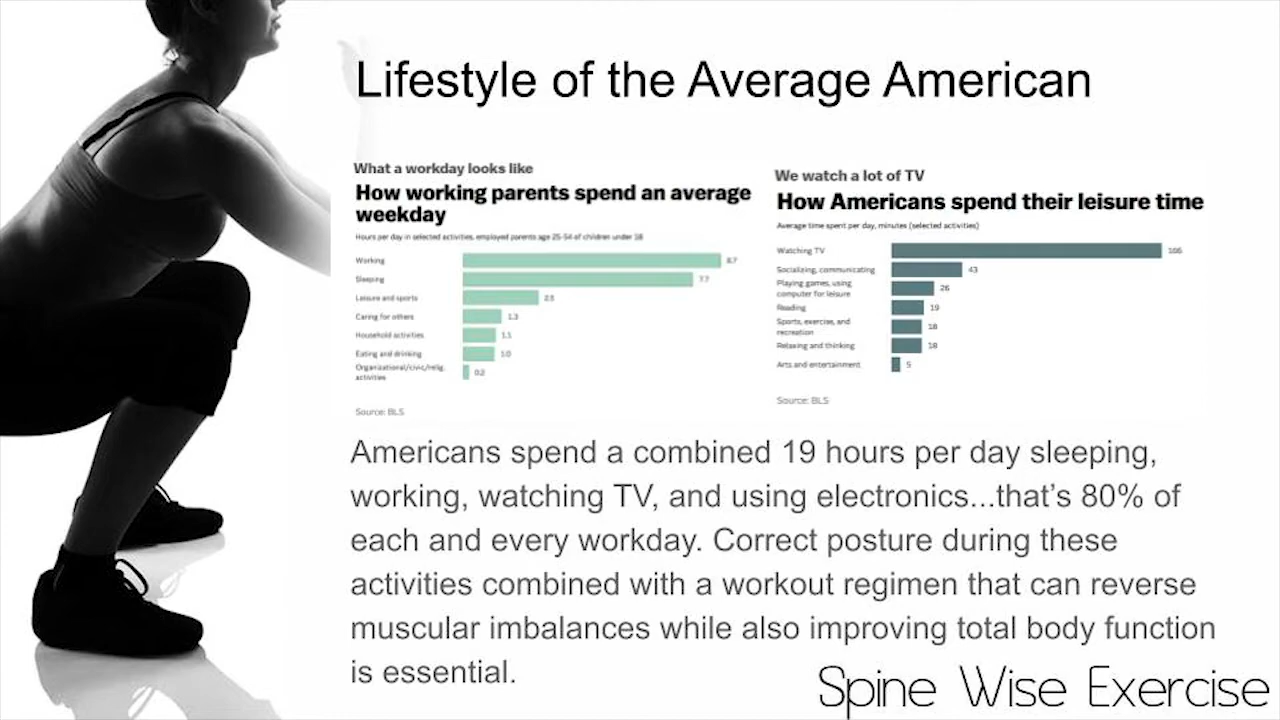 Lifestyle of the Average American
What a workday looks like
How working parents spend an average
weekday
Hours per day in selected activities, employed parents age 25-54 of children under 18
Working 8.7
Sleeping 7.7
Leisure and sports 2.5
Caring for others 1.3
Household activities 1.1
Eating and drinking 1.0
Organizational/civic/relig.
activities 0.2
Source: BLS
We watch a lot of TV
How Americans spend their leisure time
Average time spent per day, minutes (selected activities)
Watching TV 166
Socializing, communicating 43
Playing games, using
computer for leisure 26
Reading 19
Sports, exercise, and
recreation 18
Relaxing and thinking 18
Arts and entertainment 5
Source: BLS
Americans spend a combined 19 hours per day sleeping,
working, watching TV, and using electronics...that’s 80% of
each and every workday. Correct posture during these
activities combined with a workout regimen that can reverse
muscular imbalances while also improving total body function
is essential.
Spine Wise Exercise